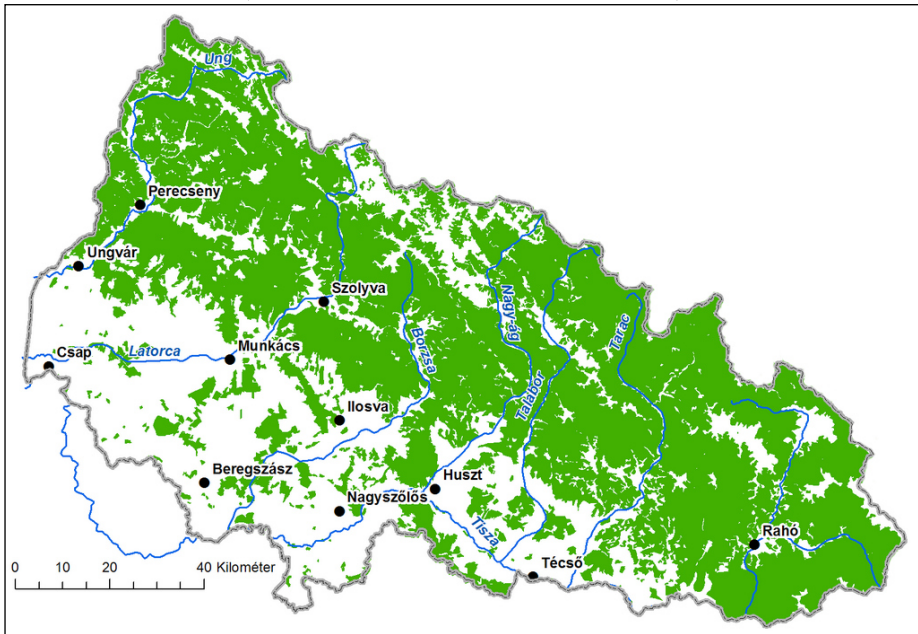 Ung
Perecseny
Ungvár
Szolyva
Nagy-ág
Borzsa
Tarac
Latorca
Munkács
Csap
Talabor
Ilosva
Beregszász
Huszt
Nagyszőlős
Tisza
Rahó
Técső
0 10 20 40 Kilométer